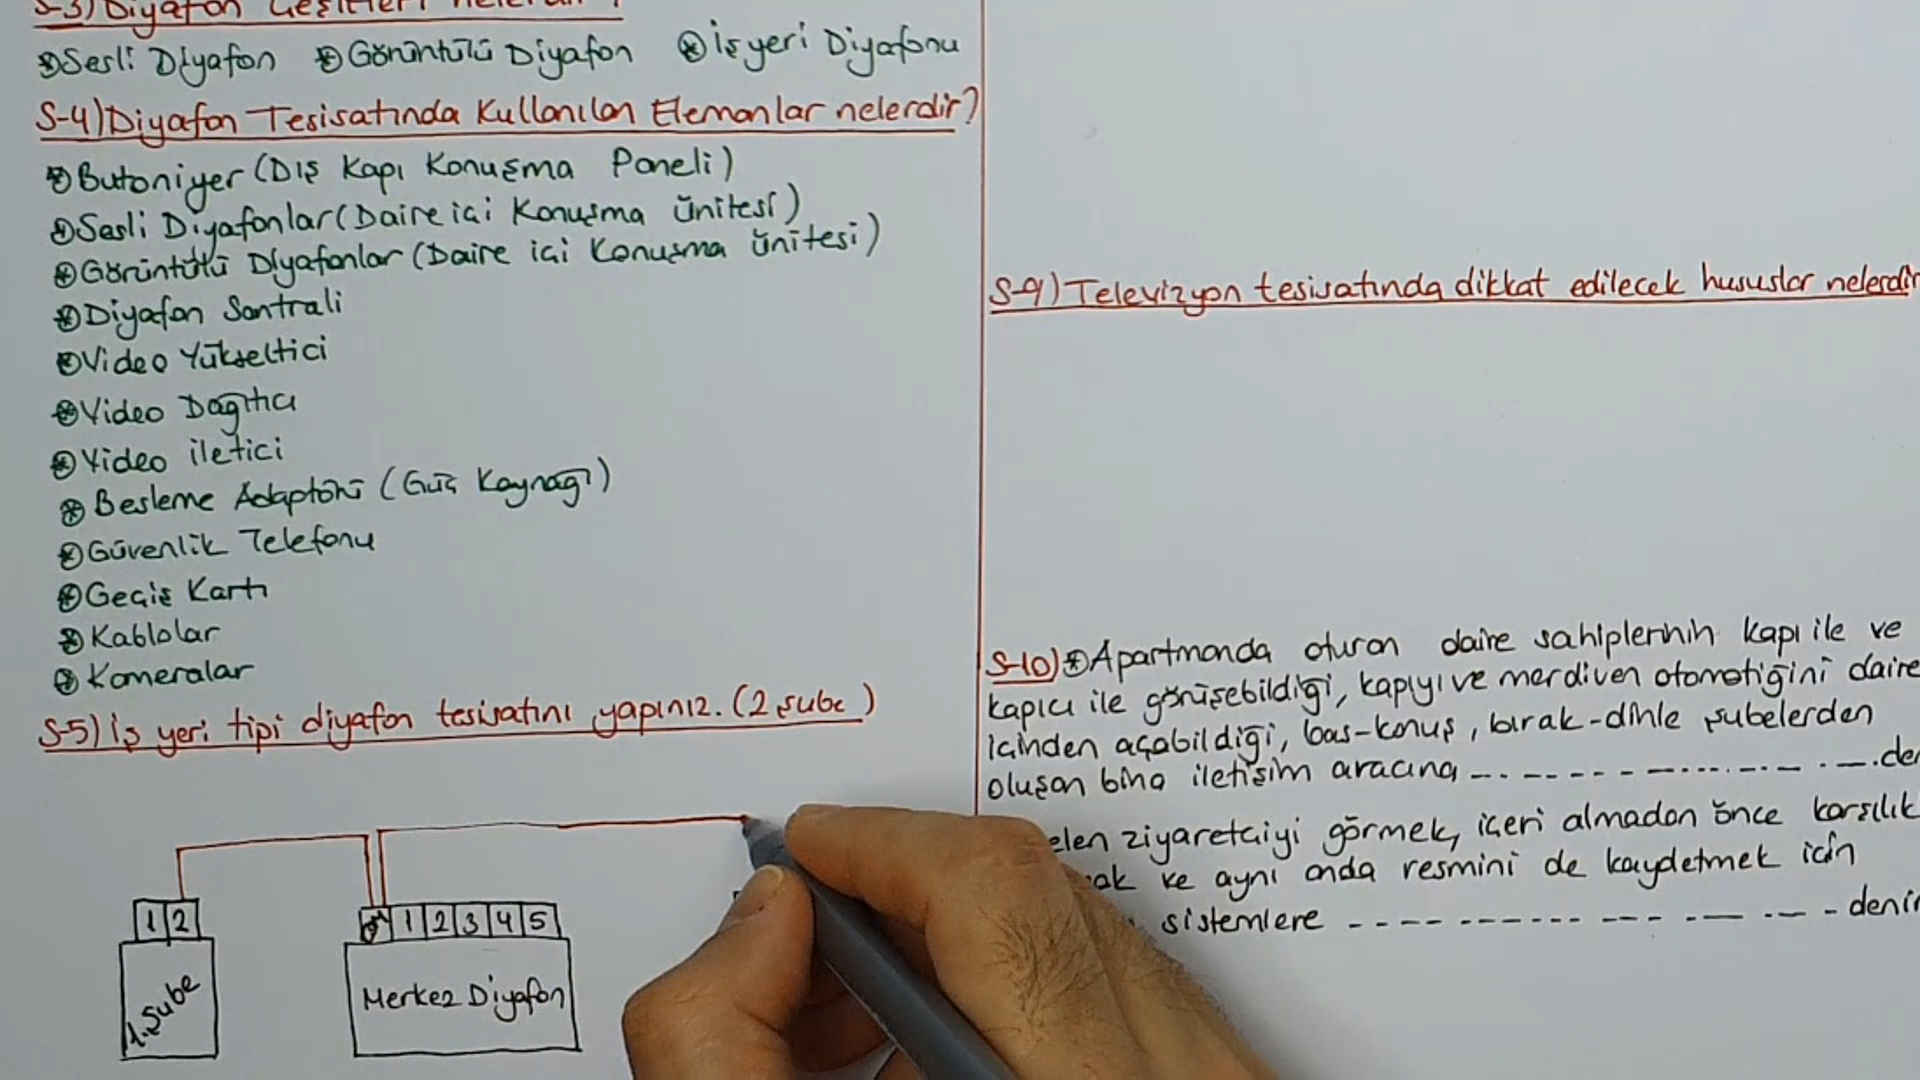 S-3) Diyafon Çeşitleri nelerdir?
Sesli Diyafon Görüntülü Diyafon İşyeri Diyafonu
S-4) Diyafon Tesisatında Kullanılan Elemanlar nelerdir?
Butoniyer (Dış Kapı Konuşma Paneli)
Sesli Diyafonlar (Daire içi Konuşma ünitesi)
Görüntülü Diyafonlar (Daire içi Konuşma ünitesi)
Diyafon Santrali
Video Yükseltici
Video Dağıtıcı
Video iletici
Besleme Adaptörü (Güç Kaynağı)
Güvenlik Telefonu
Geçiş Kartı
Kablolar
Kameralar
S-5) İş yeri tipi diyafon tesisatını yapınız. (2 şube)
1 2
1. Şube
1 2 3 4 5
Merkez Diyafon
S-9) Televizyon tesisatında dikkat edilecek hususlar nelerdir
S-10) Apartmanda oturan daire sahiplerinin kapı ile ve
kapıcı ile görüşebildiği, kapıyı ve merdiven otomatiğini daire
içinden açabildiği, bas-konuş, bırak-dinle şubelerden
oluşan bina iletişim aracına
elen ziyaretçiyi görmek, içeri almadan önce karşılık
ve aynı anda resmini de kaydetmek için
sistemlere denir